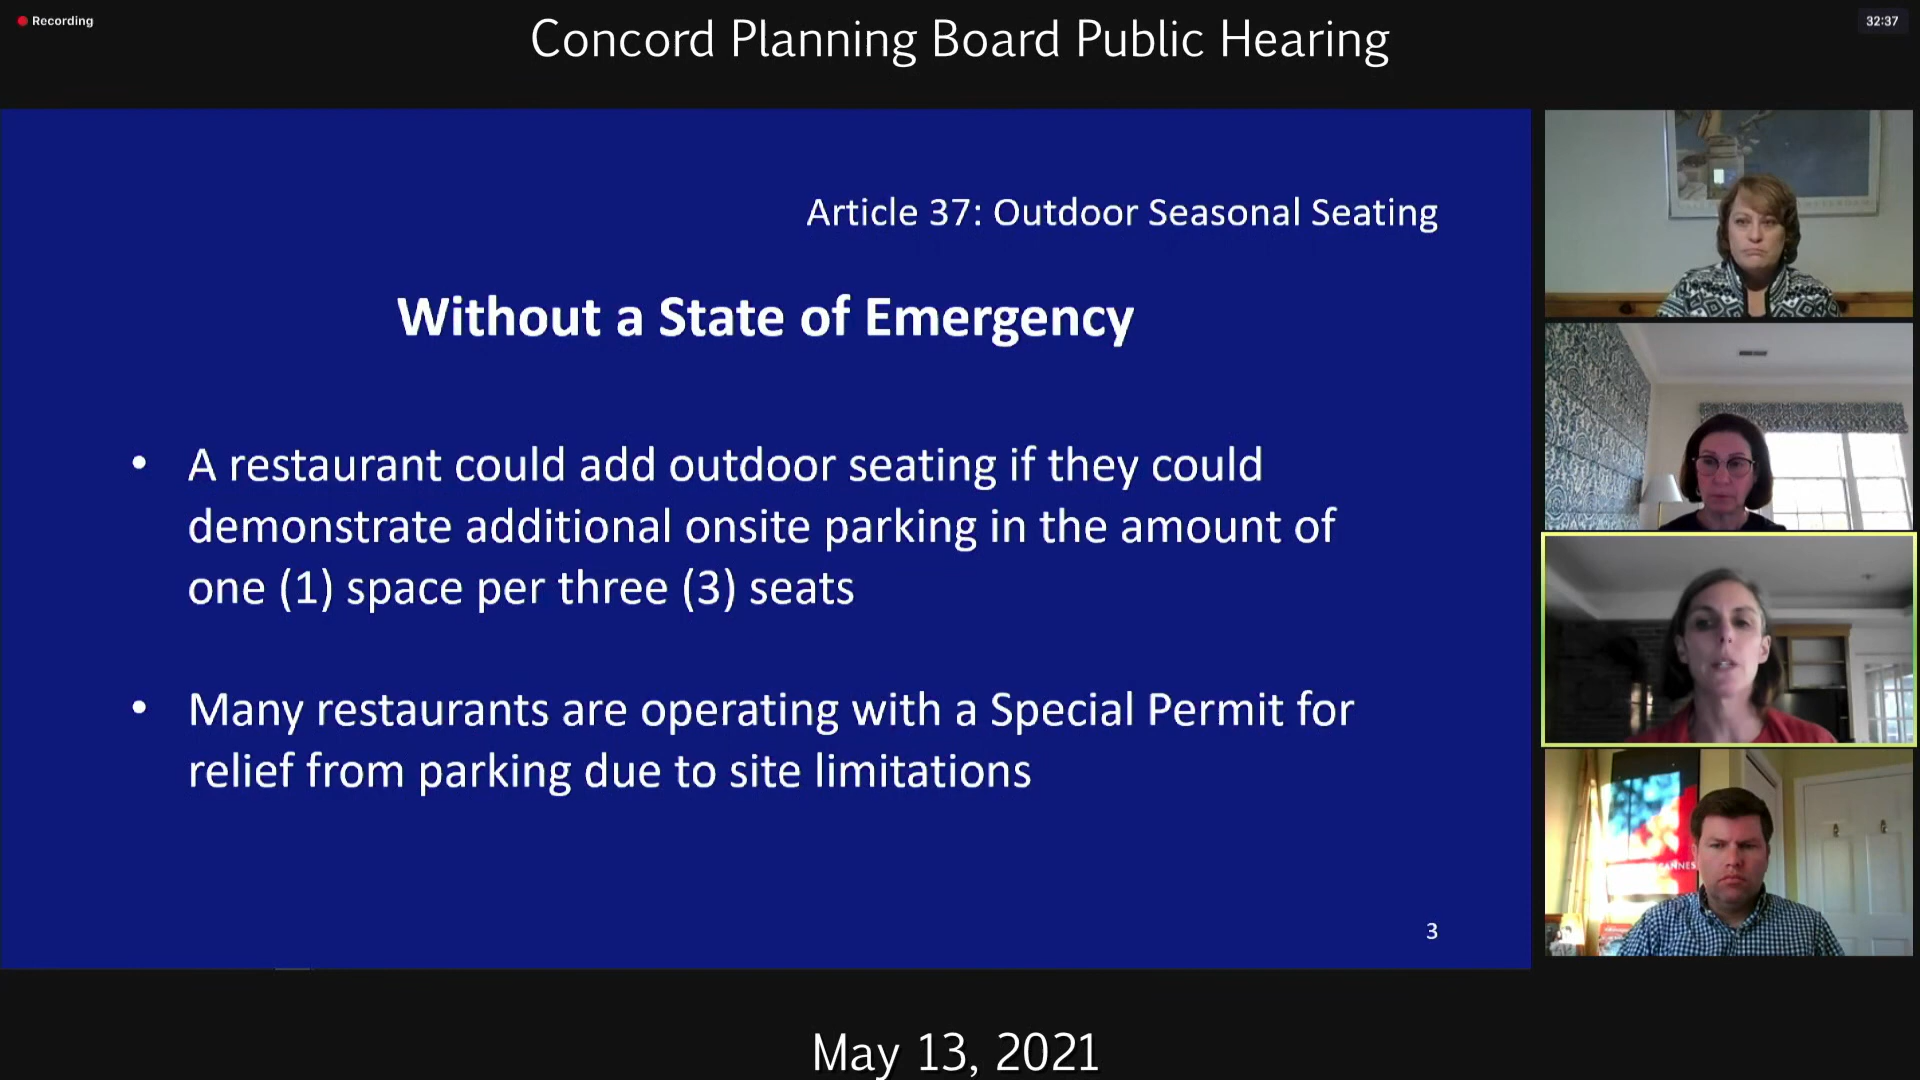 Recording
32:37
Concord Planning Board Public Hearing
Article 37: Outdoor Seasonal Seating
Without a State of Emergency
• A restaurant could add outdoor seating if they could
demonstrate additional onsite parking in the amount of
one (1) space per three (3) seats
• Many restaurants are operating with a Special Permit for
relief from parking due to site limitations
3
May 13, 2021